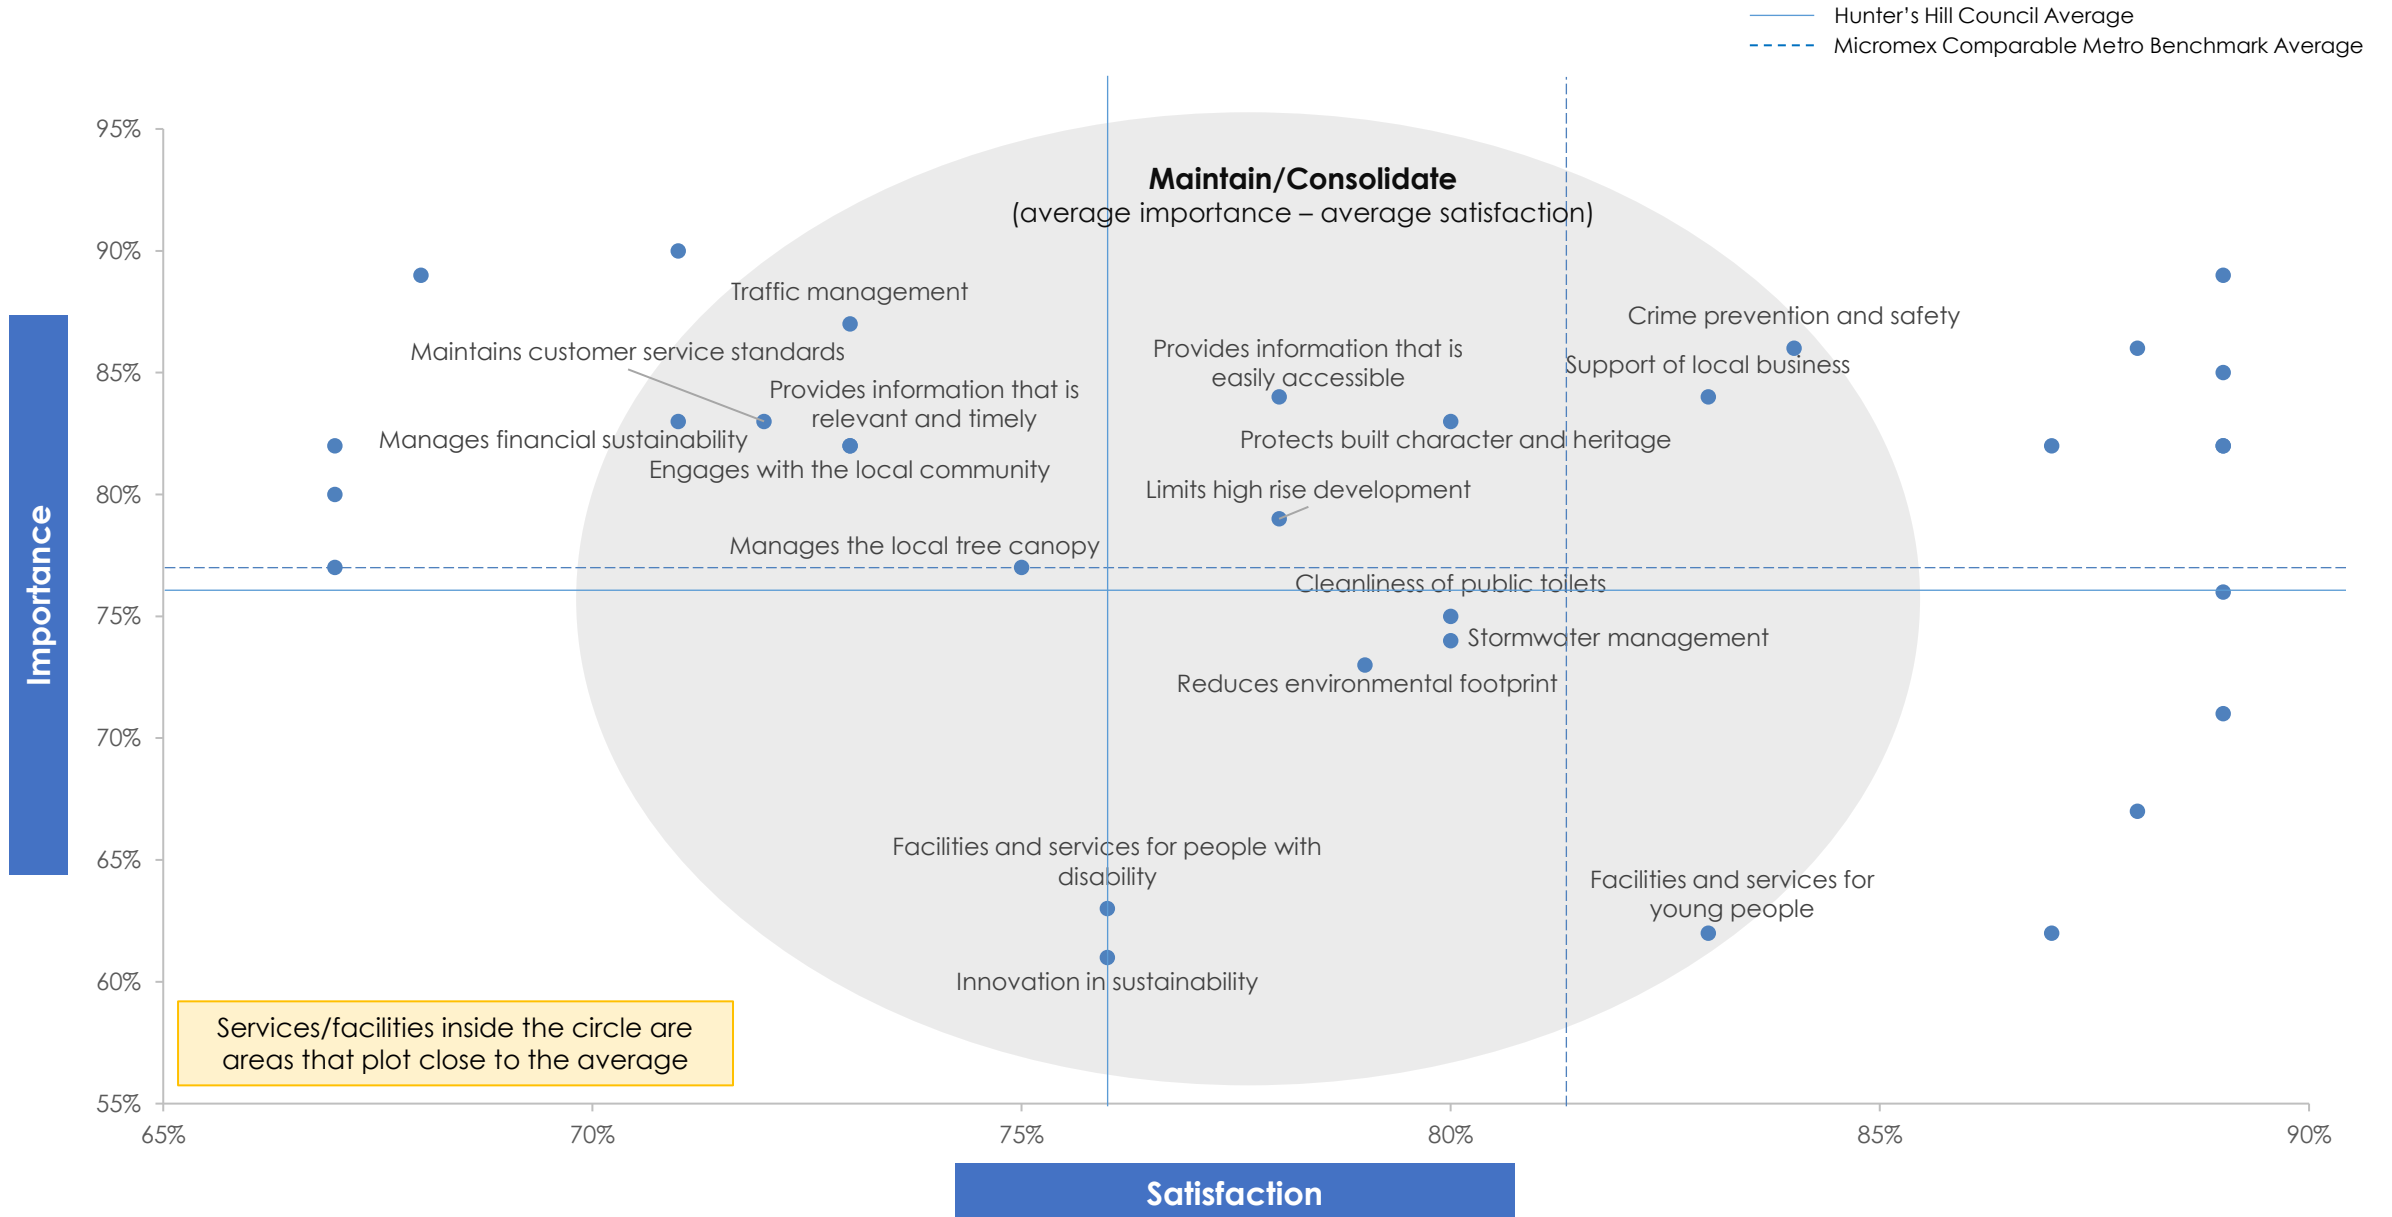 Hunter's Hill Council Average
Micromex Comparable Metro Benchmark Average
95%
Maintain/Consolidate
(average importance – average satisfaction)
90%
Traffic management
Crime prevention and safety
Maintains customer service standards
Provides information that is
easily accessible
Support of local business
85%
Provides information that is
relevant and timely
Manages financial sustainability
Protects built character and heritage
Engages with the local community
Limits high rise development
80%
Manages the local tree canopy
Cleanliness of public toilets
75%
Stormwater management
Reduces environmental footprint
70%
Importance
Facilities and services for people with
disability
65%
Facilities and services for
young people
Innovation in sustainability
60%
Services/facilities inside the circle are
areas that plot close to the average
55%
65%
70%
75%
80%
85%
90%
Satisfaction